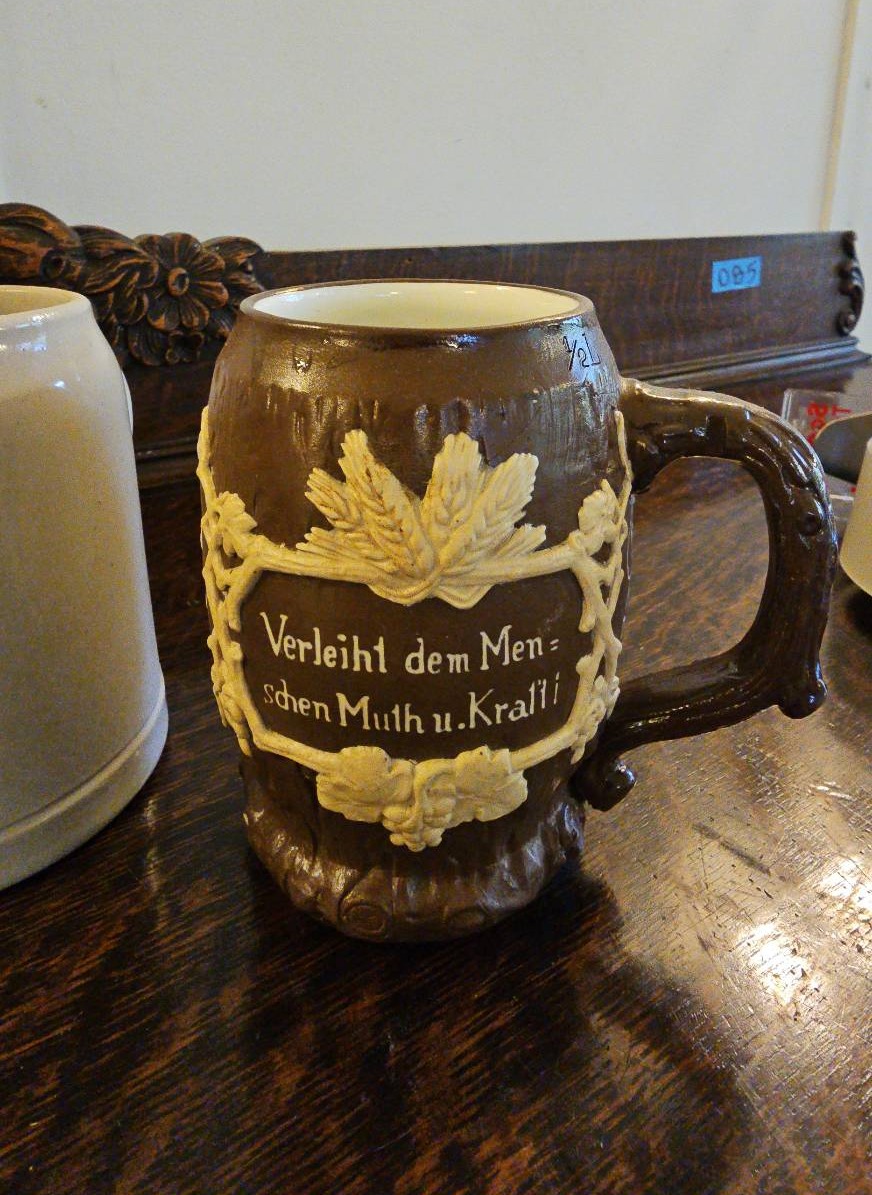 085
½L
Verleiht dem Men=
schen Muth u. Kraft i